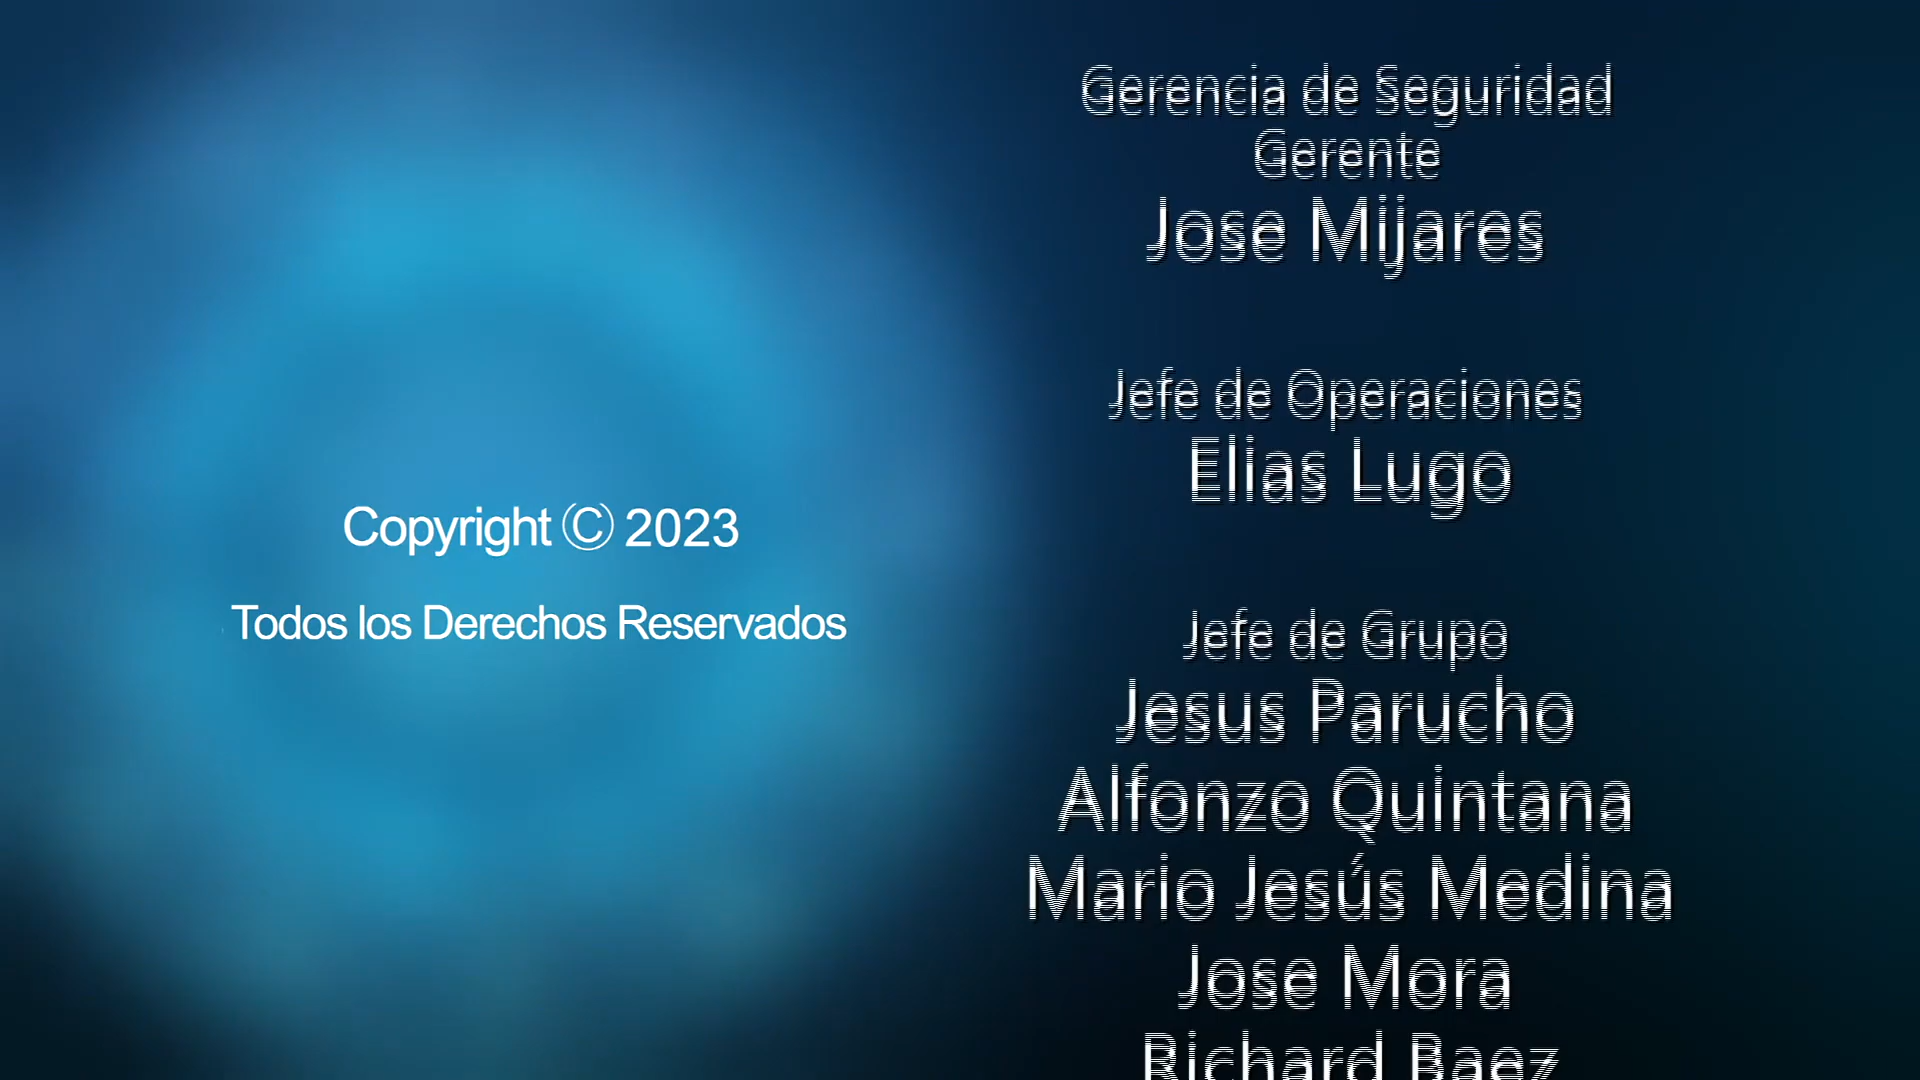 Copyright © 2023
Todos los Derechos Reservados
Gerencia de Seguridad
Gerente
Jose Mijares
Jefe de Operaciones
Elias Lugo
Jefe de Grupo
Jesus Parucho
Alfonzo Quintana
Mario Jesús Medina
Jose Mora
Richard Baez